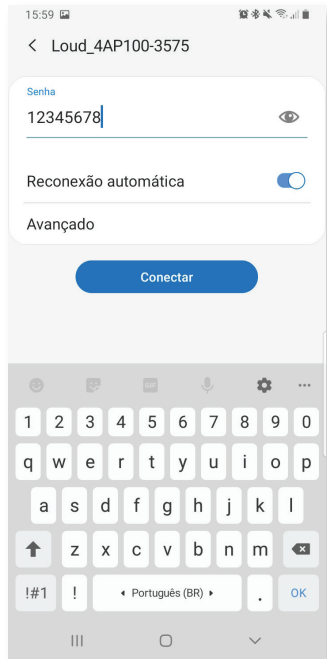 15:59
Loud_4AP100-3575
Senha
12345678
Reconexão automática
Avançado
Conectar
GIF
1 2 3 4 5 6 7 8 9 0
q w e r t y u i o p
a s d f g h j k l
z x c v b n m
!#1 ! Português (BR) . OK